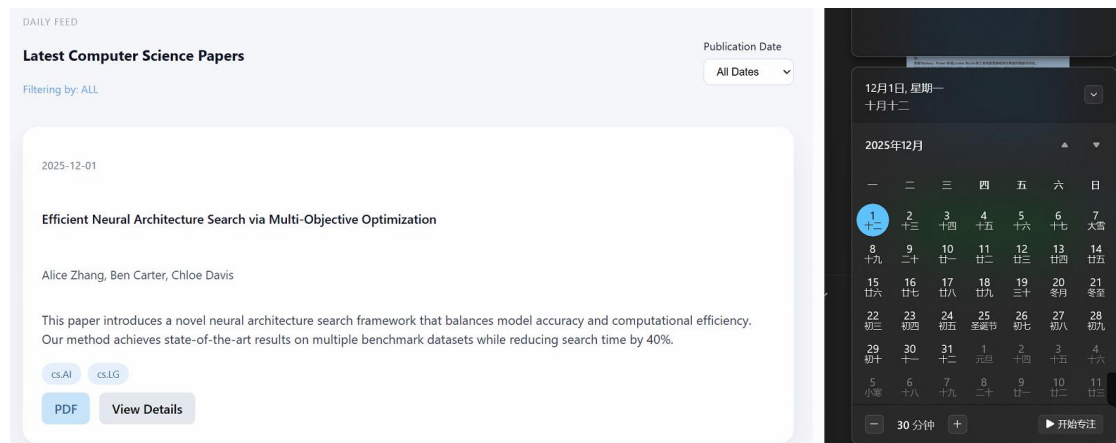 DAILY FEED
Latest Computer Science Papers
Filtering by: ALL
Publication Date
All Dates
2025-12-01
Efficient Neural Architecture Search via Multi-Objective Optimization
Alice Zhang, Ben Carter, Chloe Davis
This paper introduces a novel neural architecture search framework that balances model accuracy and computational efficiency.
Our method achieves state-of-the-art results on multiple benchmark datasets while reducing search time by 40%.
cs.AI cs.LG
PDF View Details
12月1日, 星期一
十月十二
2025年12月
一 二 三 四 五 六 日
1 2 3 4 5 6 7
十二 十三 十四 十五 十六 十七 大雪
8 9 10 11 12 13 14
十九 二十 廿一 廿二 廿三 廿四 廿五
15 16 17 18 19 20 21
廿六 廿七 廿八 廿九 三十 冬月 冬至
22 23 24 25 26 27 28
初三 初四 初五 圣诞节 初七 初八 初九
29 30 31 1 2 3 4
初十 十一 十二 元旦 十四 十五 十六
5 6 7 8 9 10 11
小寒 十八 十九 二十 廿一 廿二 廿三
30 分钟
开始专注